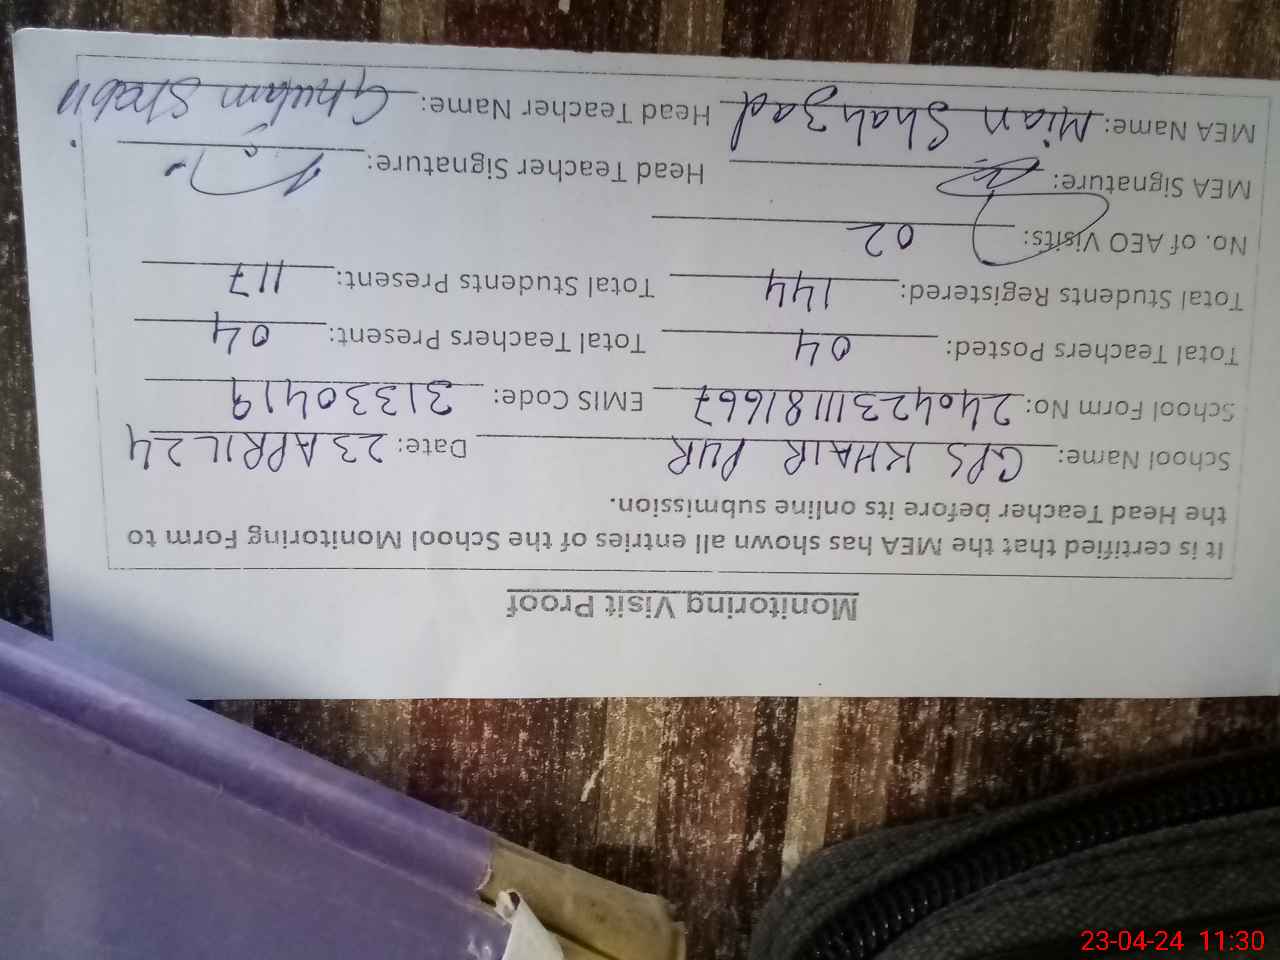 Monitoring Visit Proof
It is certified that the MEA has shown all entries of the School Monitoring Form to
the Head Teacher before its online submission.
School Name: GPS KHAIR PUR Date: 23 APRIL 24
School Form No: 24042311181667 EMIS Code: 31330419
Total Teachers Posted: 04 Total Teachers Present: 04
Total Students Registered: 144 Total Students Present: 117
No. of AEO Visits: 02
MEA Signature: Head Teacher Signature:
MEA Name: Mian Shahzad Head Teacher Name: Ghulam Shabir
23-04-24 11:30